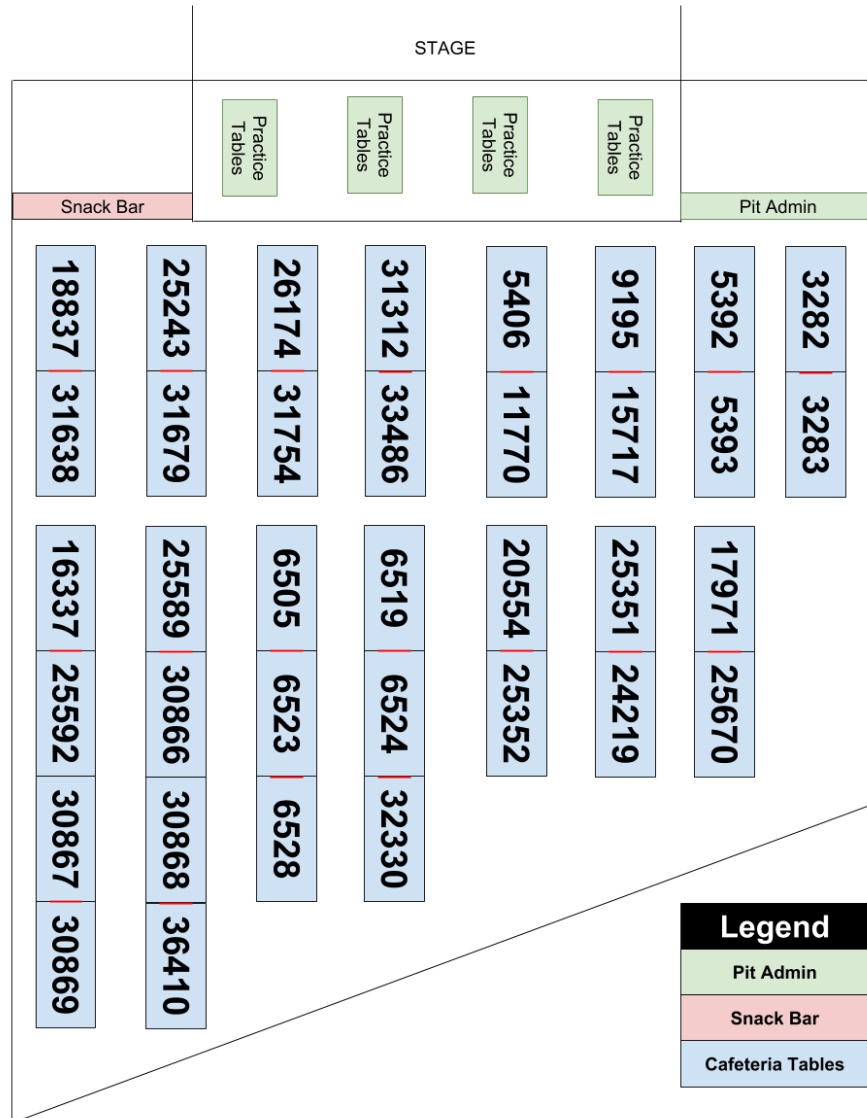 STAGE
Practice
Tables
Practice
Tables
Practice
Tables
Practice
Tables
Snack Bar
Pit Admin
18837
31638
25243
31679
26174
31754
31312
33486
5406
11770
9195
15717
5392
5393
3282
3283
16337
25592
30867
30869
25589
30866
30868
36410
6505
6523
6528
6519
6524
32330
20554
25352
25351
24219
17971
25670
Legend
Pit Admin
Snack Bar
Cafeteria Tables